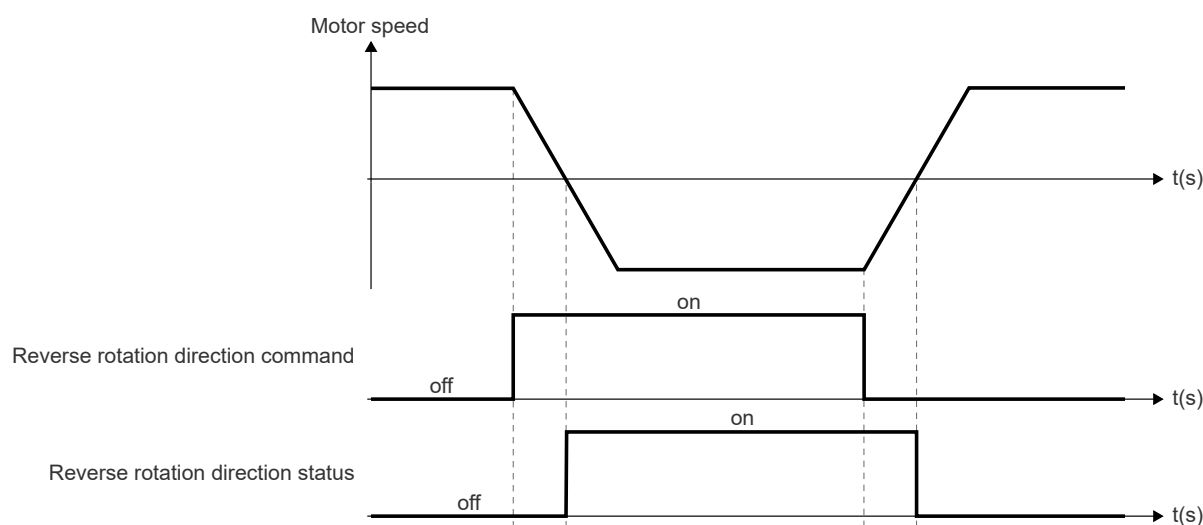 Motor speed
t(s)
on
Reverse rotation direction command
off
t(s)
on
Reverse rotation direction status
off
t(s)